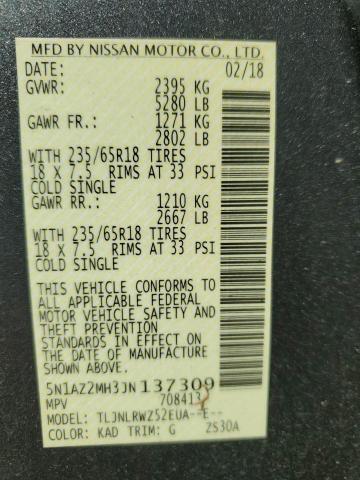 MFD BY NISSAN MOTOR CO., LTD.
DATE: 02/18
GVWR: 2395 KG
5280 LB
GAWR FR.: 1271 KG
2802 LB
WITH 235/65R18 TIRES
18 X 7.5 RIMS AT 33 PSI
COLD SINGLE
GAWR RR.: 1210 KG
2667 LB
WITH 235/65R18 TIRES
18 X 7.5 RIMS AT 33 PSI
COLD SINGLE
THIS VEHICLE CONFORMS TO
ALL APPLICABLE FEDERAL
MOTOR VEHICLE SAFETY AND
THEFT PREVENTION
STANDARDS IN EFFECT ON
THE DATE OF MANUFACTURE
SHOWN ABOVE.
5N1AZ2MH3JN137309
MPV
TLJNLRWZ52EUA--E--
COLOR: KAD TRIM: G ZS30A